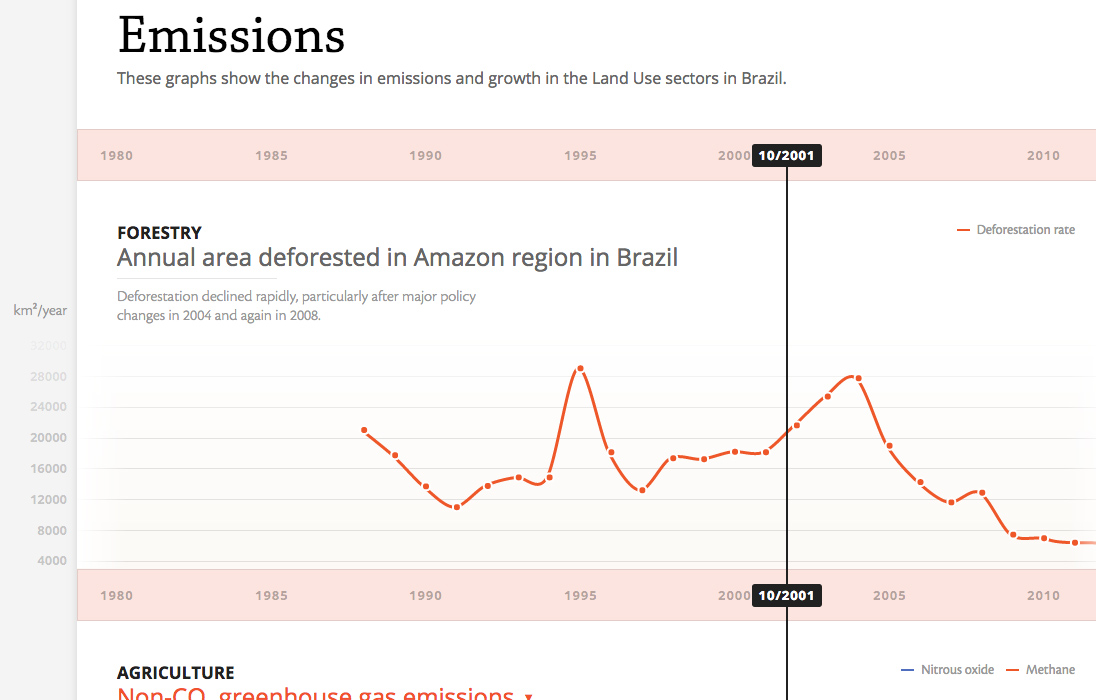 Emissions
These graphs show the changes in emissions and growth in the Land Use sectors in Brazil.
1980 1985 1990 1995 2000 10/2001 2005 2010
FORESTRY
Deforestation rate
Annual area deforested in Amazon region in Brazil
Deforestation declined rapidly, particularly after major policy
changes in 2004 and again in 2008.
km²/year
32000
28000
24000
20000
16000
12000
8000
4000
1980 1985 1990 1995 2000 10/2001 2005 2010
AGRICULTURE
Nitrous oxide Methane
Non-CO₂ greenhouse gas emissions ▾